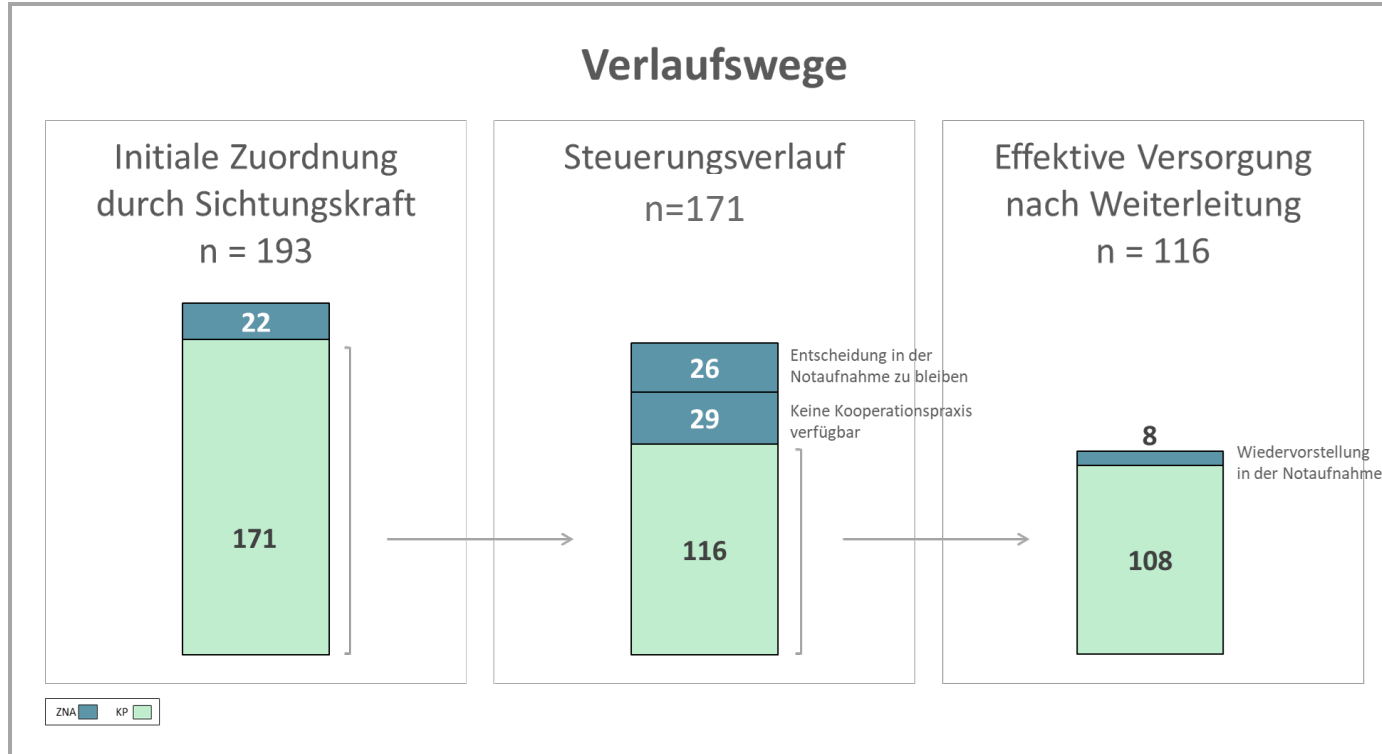 Verlaufswege
Initiale Zuordnung
durch Sichtungskraft
n = 193
22
171
Steuerungsverlauf
n=171
26
Entscheidung in der
Notaufnahme zu bleiben
29
Keine Kooperationspraxis
verfügbar
116
Effektive Versorgung
nach Weiterleitung
n = 116
8
Wiedervorstellung
in der Notaufnahme
108
ZNA KP